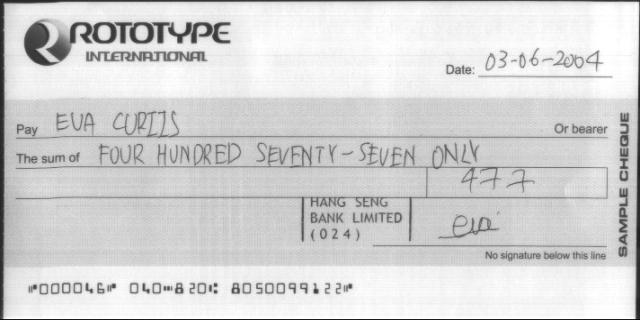 ROTOTYPE
INTERNATIONAL
Date: 03-06-2004
Pay EVA CURTIS Or bearer
The sum of FOUR HUNDRED SEVENTY-SEVEN ONLY
477
HANG SENG
BANK LIMITED
(024)
eva
No signature below this line
SAMPLE CHEQUE
⑈000046⑈ 040⑉820⑆ 8050099122⑈